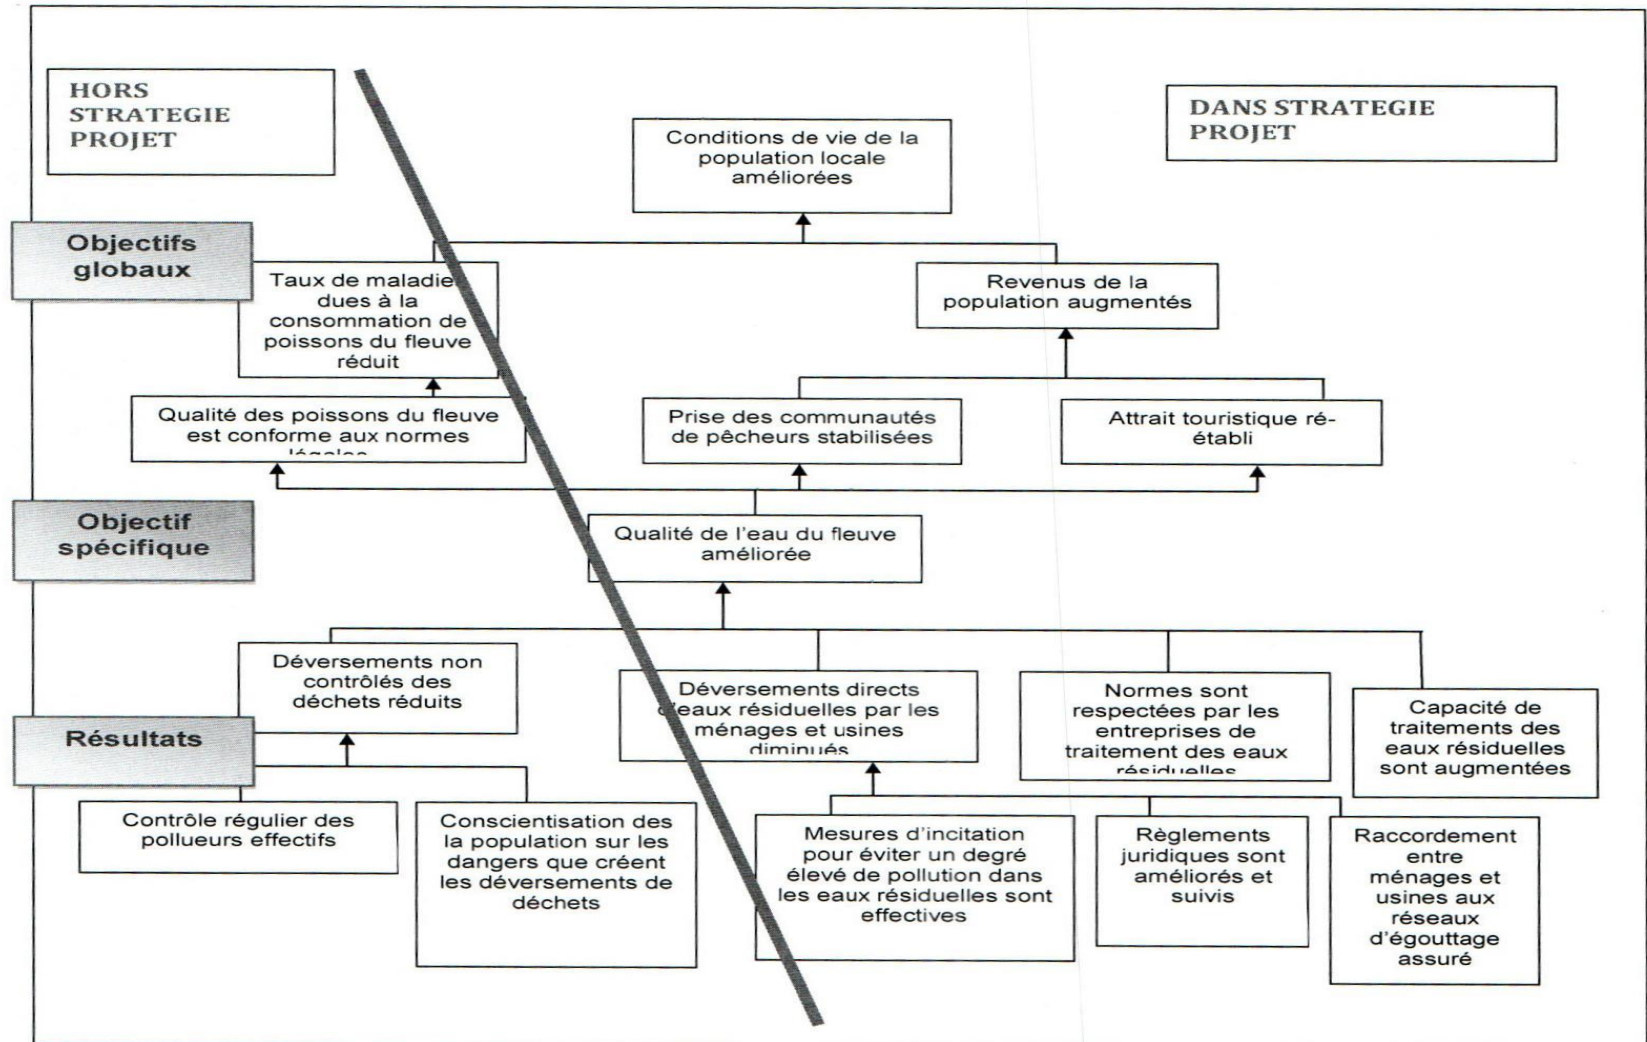 HORS
STRATEGIE
PROJET
DANS STRATEGIE
PROJET
Conditions de vie de la
population locale
améliorées
Objectifs
globaux
Taux de maladie
dues à la
consommation de
poissons du fleuve
réduit
Revenus de la
population augmentés
Qualité des poissons du fleuve
est conforme aux normes
légales
Prise des communautés
de pêcheurs stabilisées
Attrait touristique ré-
établi
Objectif
spécifique
Qualité de l'eau du fleuve
améliorée
Déversements non
contrôlés des
déchets réduits
Déversements directs
d'eaux résiduelles par les
ménages et usines
diminués
Normes sont
respectées par les
entreprises de
traitement des eaux
résiduelles
Capacité de
traitements des
eaux résiduelles
sont augmentées
Résultats
Contrôle régulier des
pollueurs effectifs
Conscientisation des
la population sur les
dangers que créent
les déversements de
déchets
Mesures d'incitation
pour éviter un degré
élevé de pollution dans
les eaux résiduelles sont
effectives
Règlements
juridiques sont
améliorés et
suivis
Raccordement
entre
ménages et
usines aux
réseaux
d'égouttage
assuré